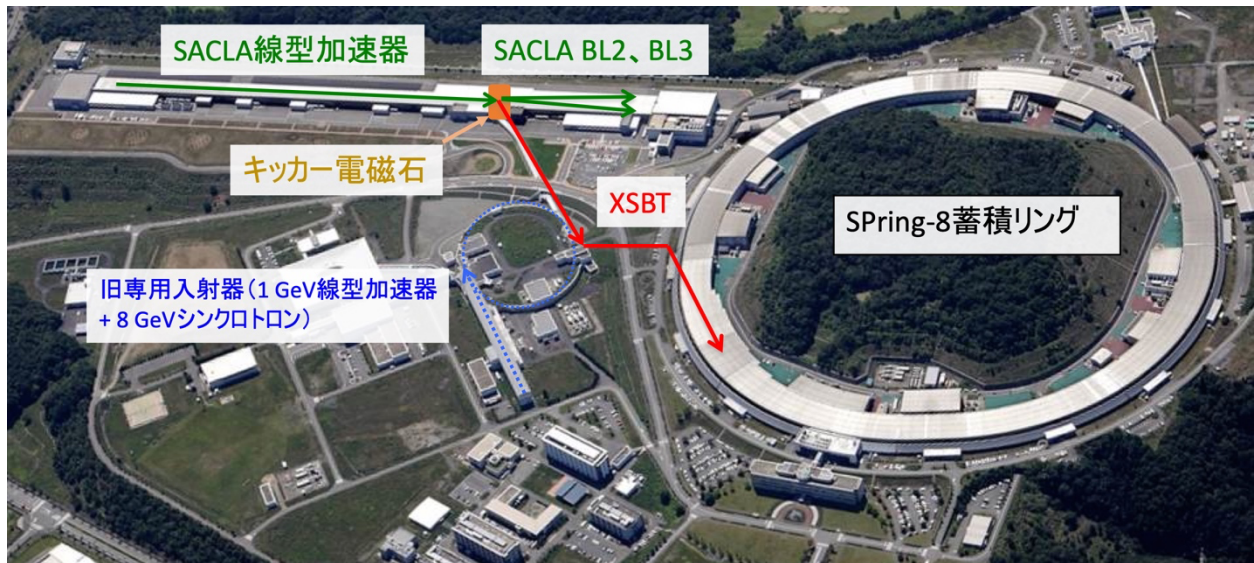 SACLA線型加速器
SACLA BL2、BL3
キッカー電磁石
XSBT
SPring-8蓄積リング
旧専用入射器(1 GeV線型加速器
+ 8 GeVシンクロトロン)